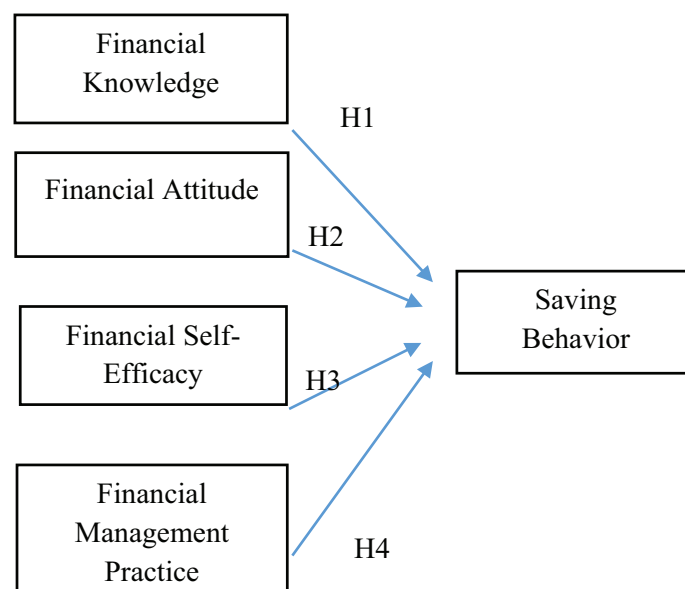 Financial
Knowledge
H1
Financial Attitude
H2
Saving
Behavior
Financial Self-
Efficacy
H3
Financial
Management
Practice
H4